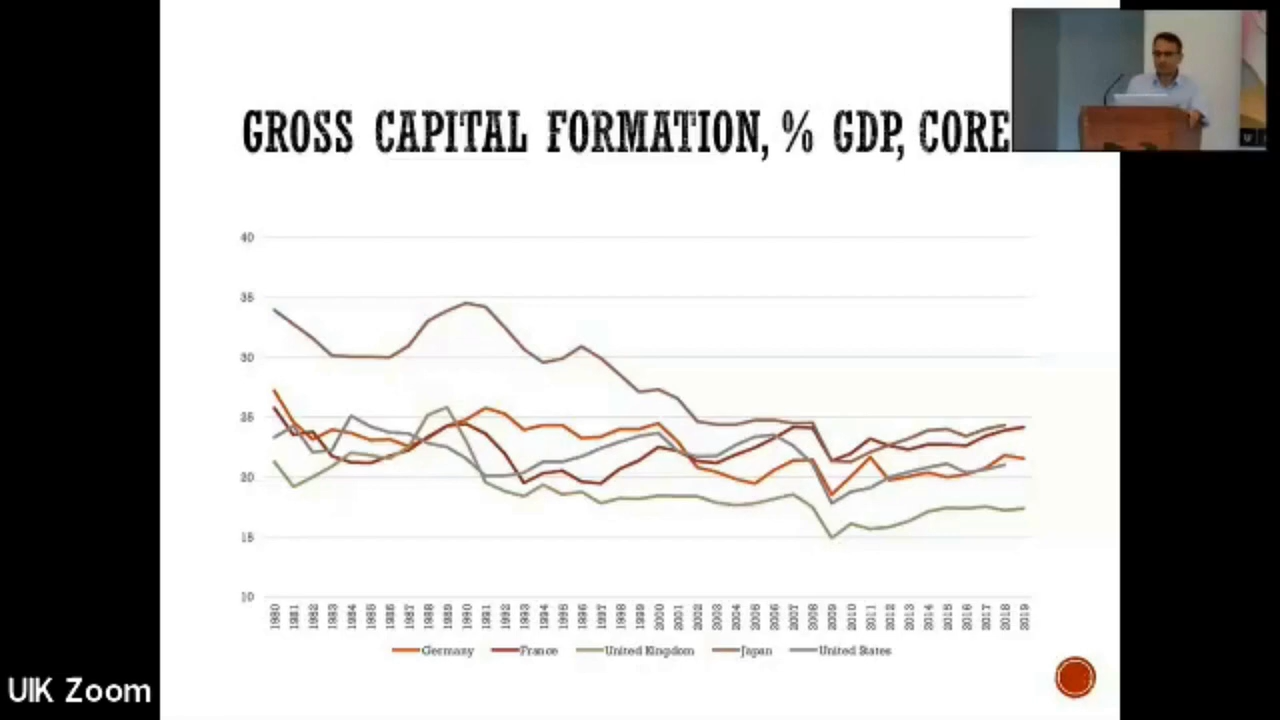 GROSS CAPITAL FORMATION, % GDP, CORE
40
35
30
25
20
15
10
1980 1981 1982 1983 1984 1985 1986 1987 1988 1989 1990 1991 1992 1993 1994 1995 1996 1997 1998 1999 2000 2001 2002 2003 2004 2005 2006 2007 2008 2009 2010 2011 2012 2013 2014 2015 2016 2017 2018 2019
Germany France United Kingdom Japan United States
UIK Zoom